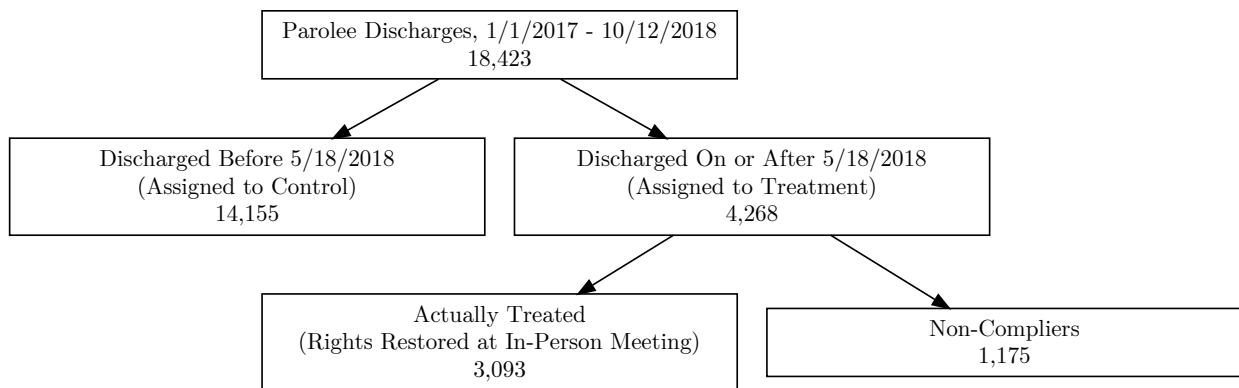 Parolee Discharges, 1/1/2017 - 10/12/2018
18,423
Discharged Before 5/18/2018
(Assigned to Control)
14,155
Discharged On or After 5/18/2018
(Assigned to Treatment)
4,268
Actually Treated
(Rights Restored at In-Person Meeting)
3,093
Non-Compliers
1,175